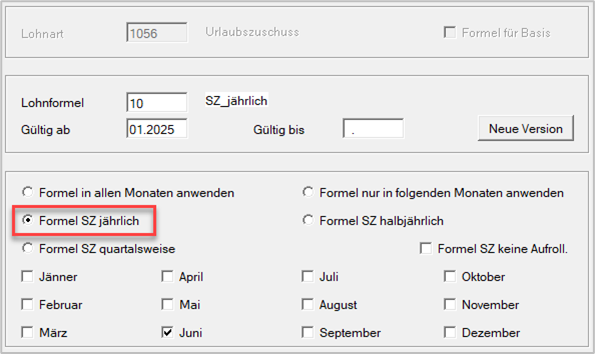 Lohnart 1056 Urlaubszuschuss Formel für Basis
Lohnformel 10 SZ_jährlich
Gültig ab 01.2025 Gültig bis . Neue Version
Formel in allen Monaten anwenden Formel nur in folgenden Monaten anwenden
Formel SZ jährlich Formel SZ halbjährlich
Formel SZ quartalsweise Formel SZ keine Aufroll.
Jänner April Juli Oktober
Februar Mai August November
März Juni September Dezember